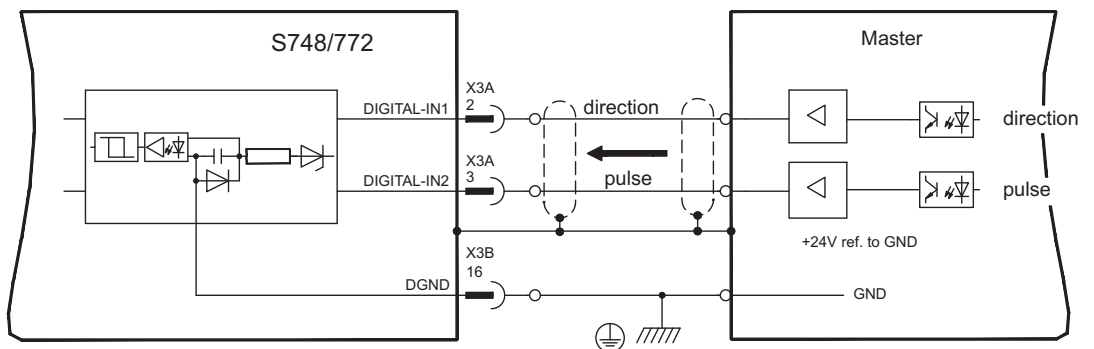 S748/772
Master
X3A
DIGITAL-IN1
2
direction
direction
X3A
DIGITAL-IN2
3
pulse
pulse
+24V ref. to GND
X3B
16
DGND
GND